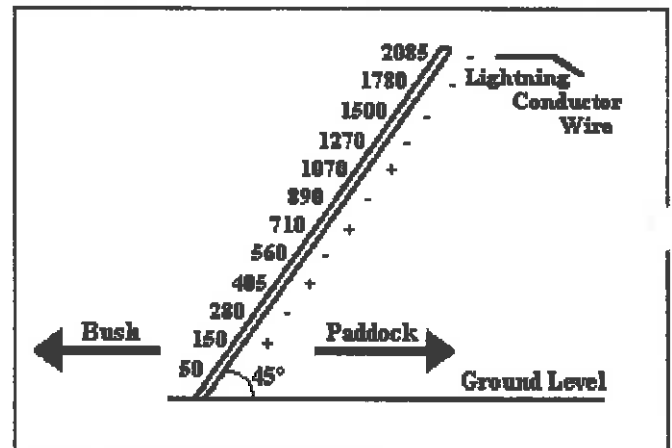 2085 -
Lightning
1780 -
Conductor
1500 -
Wire
1270 -
1070 +
890 -
710 +
560 -
405 +
280 -
Bush
Paddock
150 +
50
45°
Ground Level